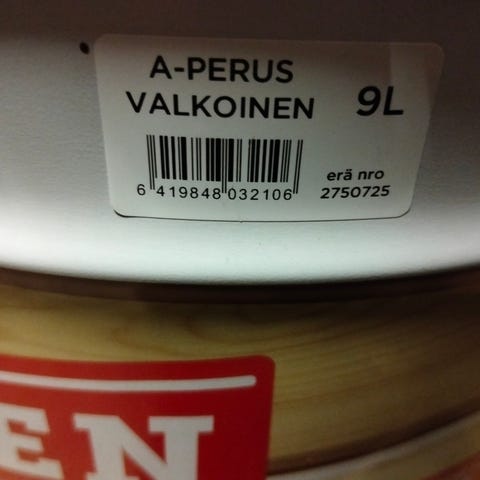 A-PERUS
VALKOINEN 9L
erä nro
6 419848 032106 2750725
EN